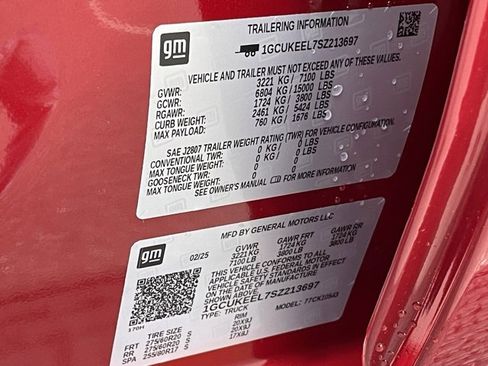 gm
TRAILERING INFORMATION
1GCUKEEL7SZ213697
VEHICLE AND TRAILER MUST NOT EXCEED ANY OF THESE VALUES.
GVWR: 3221 KG/ 7100 LBS
GCWR: 6804 KG/ 15000 LBS
RGAWR: 1724 KG/ 3800 LBS
CURB WEIGHT: 2461 KG/ 5424 LBS
MAX PAYLOAD: 760 KG/ 1676 LBS
SAE J2807 TRAILER WEIGHT RATING (TWR) FOR VEHICLE CONFIGURATION.
CONVENTIONAL TWR: 0 KG/ 0 LBS
MAX TONGUE WEIGHT: 0 KG/ 0 LBS
GOOSENECK TWR: 0 KG/ 0 LBS
MAX TONGUE WEIGHT: 0 KG/ 0 LBS
SEE OWNER'S MANUAL FOR MORE INFORMATION
gm
MFD BY GENERAL MOTORS LLC
02/25
GVWR GAWR FRT GAWR RR
3221 KG 1724 KG 1724 KG
7100 LB 3800 LB 3800 LB
THIS VEHICLE CONFORMS TO ALL
APPLICABLE U.S. FEDERAL MOTOR VEHICLE
SAFETY STANDARDS IN EFFECT ON THE DATE
OF MANUFACTURE SHOWN ABOVE.
1GCUKEEL7SZ213697
TYPE: TRUCK MODEL:
TIRE SIZE RIM
FRT 275/60R20 S 20X9J
RR 275/60R20 S 20X9J
SPA 255/80R17 S 17X8J